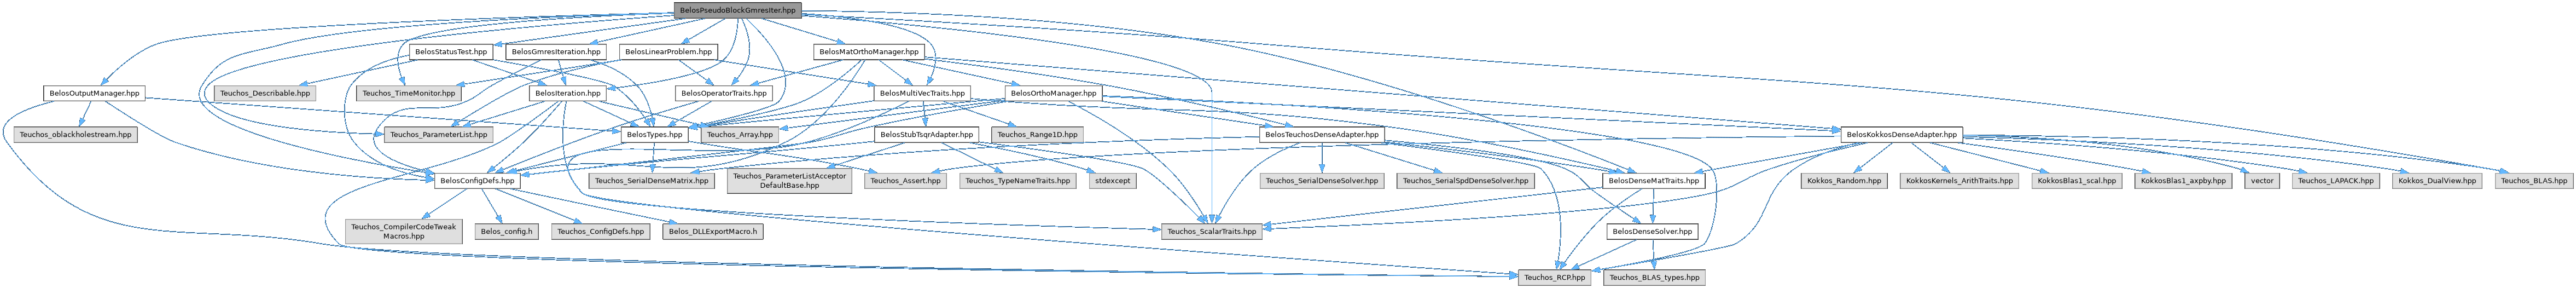 BelosPseudoBlockGmresIter.hpp
BelosStatusTest.hpp
BelosGmresIteration.hpp
BelosLinearProblem.hpp
BelosMatOrthoManager.hpp
BelosOutputManager.hpp
Teuchos_Describable.hpp
Teuchos_TimeMonitor.hpp
BelosIteration.hpp
BelosOperatorTraits.hpp
BelosMultiVecTraits.hpp
BelosOrthoManager.hpp
Teuchos_oblackholestream.hpp
Teuchos_ParameterList.hpp
BelosTypes.hpp
Teuchos_Array.hpp
BelosStubTsqrAdapter.hpp
Teuchos_Range1D.hpp
BelosTeuchosDenseAdapter.hpp
BelosKokkosDenseAdapter.hpp
BelosConfigDefs.hpp
Teuchos_SerialDenseMatrix.hpp
Teuchos_ParameterListAcceptor
DefaultBase.hpp
Teuchos_Assert.hpp
Teuchos_TypeNameTraits.hpp
stdexcept
Teuchos_SerialDenseSolver.hpp
Teuchos_SerialSpdDenseSolver.hpp
BelosDenseMatTraits.hpp
Kokkos_Random.hpp
KokkosKernels_ArithTraits.hpp
KokkosBlas1_scal.hpp
KokkosBlas1_axpby.hpp
vector
Teuchos_LAPACK.hpp
Kokkos_DualView.hpp
Teuchos_BLAS.hpp
Teuchos_CompilerCodeTweak
Macros.hpp
Belos_config.h
Teuchos_ConfigDefs.hpp
Belos_DLLExportMacro.h
Teuchos_ScalarTraits.hpp
BelosDenseSolver.hpp
Teuchos_RCP.hpp
Teuchos_BLAS_types.hpp